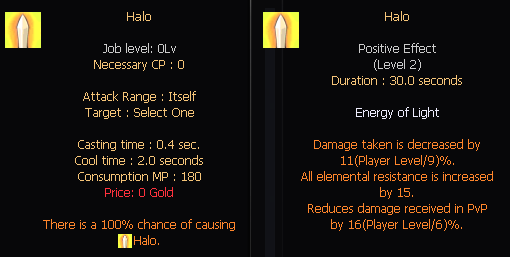 Halo
Job level: 0Lv
Necessary CP : 0
Attack Range : Itself
Target : Select One
Casting time : 0.4 sec.
Cool time : 2.0 seconds
Consumption MP : 180
Price: 0 Gold
There is a 100% chance of causing
Halo.
Halo
Positive Effect
(Level 2)
Duration : 30.0 seconds
Energy of Light
Damage taken is decreased by
11(Player Level/9)%.
All elemental resistance is increased
by 15.
Reduces damage received in PvP
by 16(Player Level/6)%.